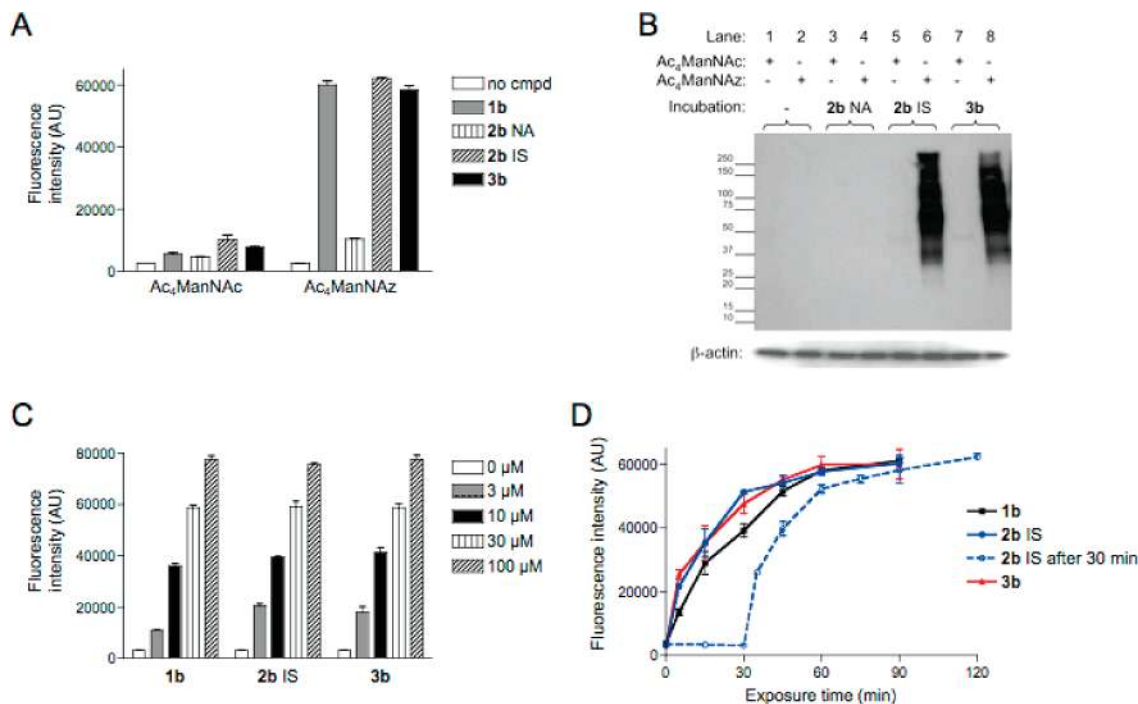 A
Fluorescence
intensity (AU)
60000
40000
20000
0
Ac₄ManNAc Ac₄ManNAz
no cmpd
1b
2b NA
2b IS
3b
B
Lane: 1 2 3 4 5 6 7 8
Ac₄ManNAc: + - + - + - + -
Ac₄ManNAz: - + - + - + - +
Incubation: - 2b NA 2b IS 3b
250
150
100
75
50
37
25
20
15
10
β-actin:
C
Fluorescence
intensity (AU)
80000
60000
40000
20000
0
1b 2b IS 3b
0 µM
3 µM
10 µM
30 µM
100 µM
D
Fluorescence intensity (AU)
60000
40000
20000
0
0 30 60 90 120
Exposure time (min)
1b
2b IS
2b IS after 30 min
3b